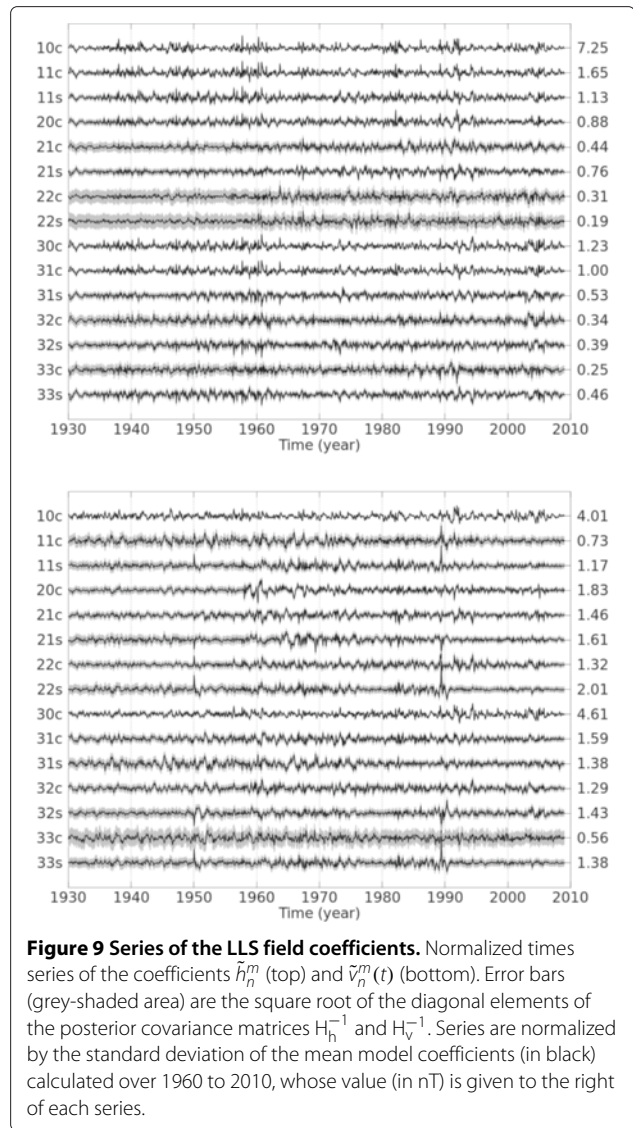 10c 7.25
11c 1.65
11s 1.13
20c 0.88
21c 0.44
21s 0.76
22c 0.31
22s 0.19
30c 1.23
31c 1.00
31s 0.53
32c 0.34
32s 0.39
33c 0.25
33s 0.46
1930 1940 1950 1960 1970 1980 1990 2000 2010
Time (year)
10c 4.01
11c 0.73
11s 1.17
20c 1.83
21c 1.46
21s 1.61
22c 1.32
22s 2.01
30c 4.61
31c 1.59
31s 1.38
32c 1.29
32s 1.43
33c 0.56
33s 1.38
1930 1940 1950 1960 1970 1980 1990 2000 2010
Time (year)
Figure 9 Series of the LLS field coefficients. Normalized times
series of the coefficients h̃ₙᵐ (top) and ṽₙᵐ(t) (bottom). Error bars
(grey-shaded area) are the square root of the diagonal elements of
the posterior covariance matrices H_h⁻¹ and H_v⁻¹. Series are normalized
by the standard deviation of the mean model coefficients (in black)
calculated over 1960 to 2010, whose value (in nT) is given to the right
of each series.